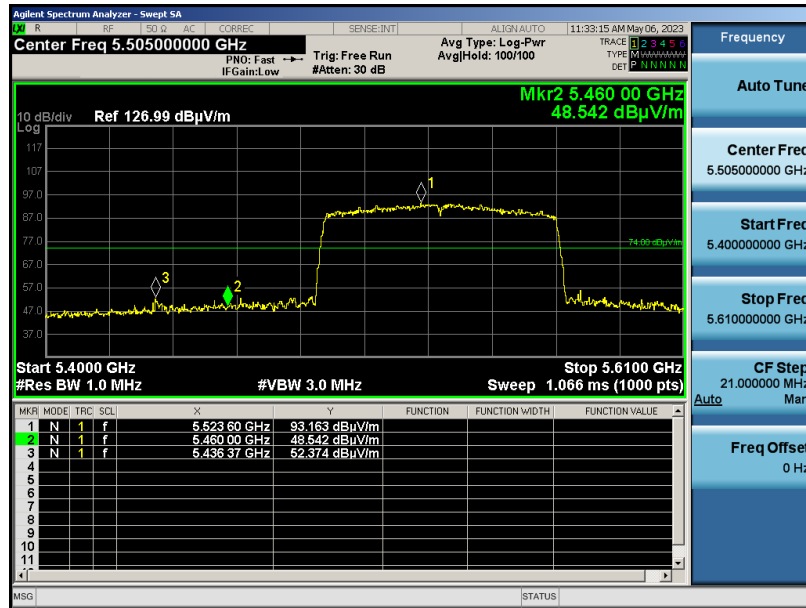 Agilent Spectrum Analyzer - Swept SA
LXI R RF 50 Ω AC CORREC SENSE:INT ALIGN AUTO 11:33:15 AM May 06, 2023
Center Freq 5.505000000 GHz
PNO: Fast
IFGain:Low
Trig: Free Run
#Atten: 30 dB
Avg Type: Log-Pwr
Avg|Hold: 100/100
TRACE 1 2 3 4 5 6
TYPE M W W W W W
DET P N N N N N
Mkr2 5.460 00 GHz
48.542 dBµV/m
10 dB/div Ref 126.99 dBµV/m
Log
117
107
97.0
87.0
77.0
67.0
57.0
47.0
37.0
1
2
3
74.00 dBµV/m
Start 5.4000 GHz Stop 5.6100 GHz
#Res BW 1.0 MHz #VBW 3.0 MHz Sweep 1.066 ms (1000 pts)
MKR MODE TRC SCL X Y FUNCTION FUNCTION WIDTH FUNCTION VALUE
1 N 1 f 5.523 60 GHz 93.163 dBµV/m
2 N 1 f 5.460 00 GHz 48.542 dBµV/m
3 N 1 f 5.436 37 GHz 52.374 dBµV/m
4
5
6
7
8
9
10
11
MSG STATUS
Frequency
Auto Tune
Center Freq
5.505000000 GHz
Start Freq
5.400000000 GHz
Stop Freq
5.610000000 GHz
CF Step
21.000000 MHz
Auto Man
Freq Offset
0 Hz